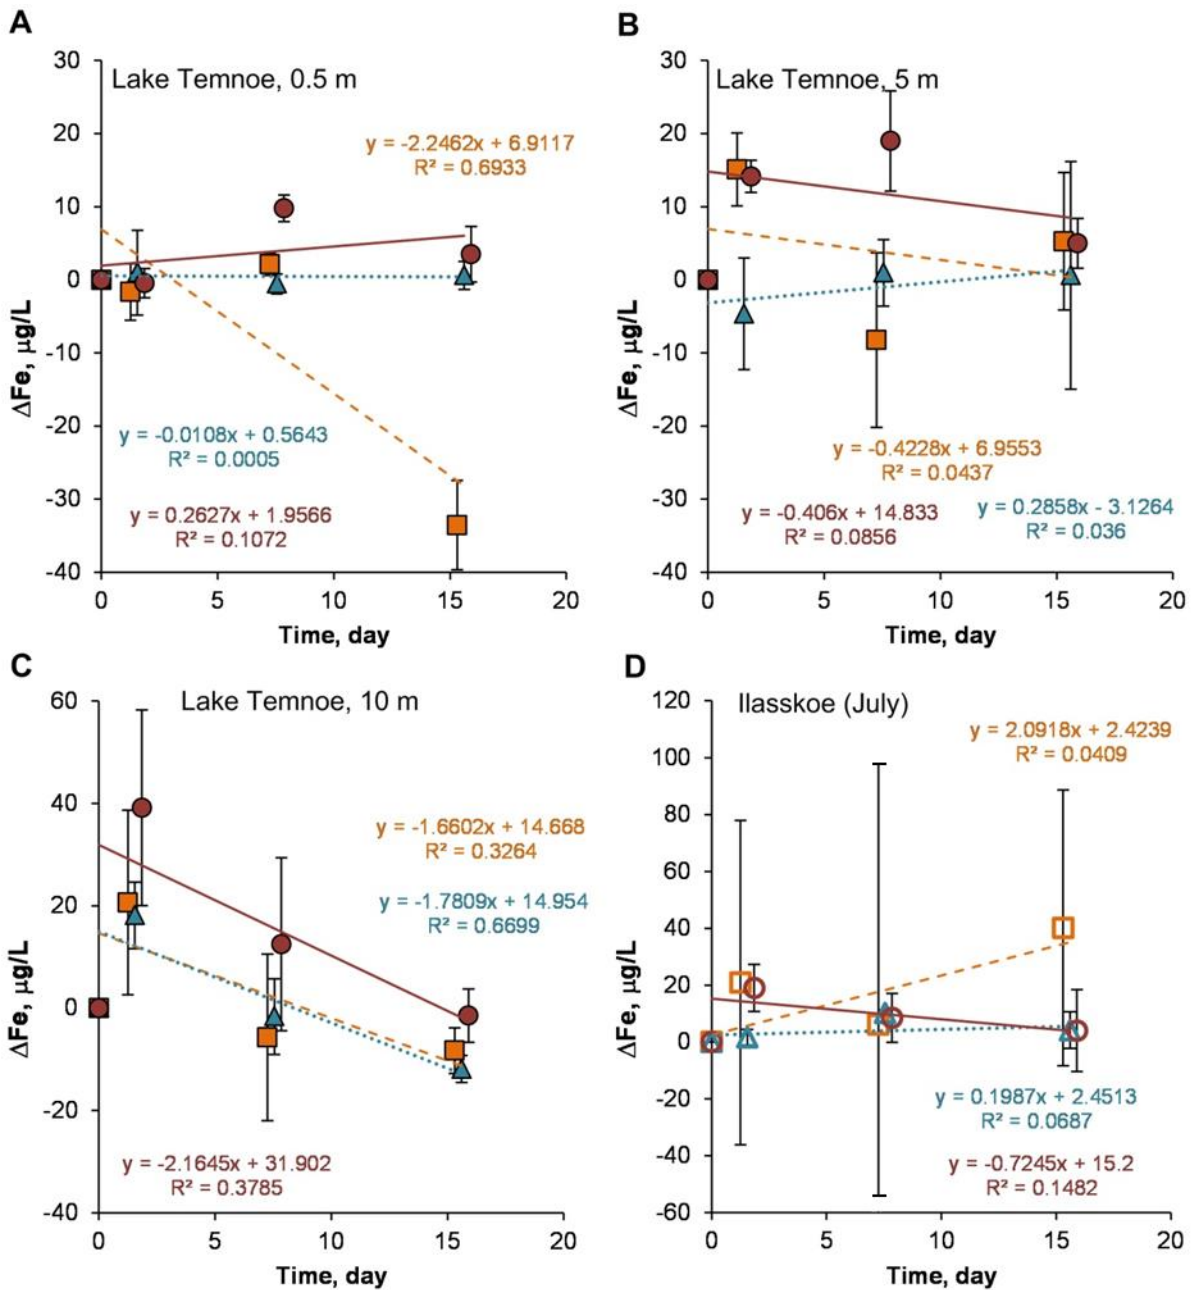 A
Lake Temnoe, 0.5 m
30
20
10
0
-10
-20
-30
-40
ΔFe, µg/L
y = -2.2462x + 6.9117
R² = 0.6933
y = -0.0108x + 0.5643
R² = 0.0005
y = 0.2627x + 1.9566
R² = 0.1072
0 5 10 15 20
Time, day
B
Lake Temnoe, 5 m
30
20
10
0
-10
-20
-30
-40
ΔFe, µg/L
y = -0.4228x + 6.9553
R² = 0.0437
y = -0.406x + 14.833
R² = 0.0856
y = 0.2858x - 3.1264
R² = 0.036
0 5 10 15 20
Time, day
C
Lake Temnoe, 10 m
60
40
20
0
-20
-40
ΔFe, µg/L
y = -1.6602x + 14.668
R² = 0.3264
y = -1.7809x + 14.954
R² = 0.6699
y = -2.1645x + 31.902
R² = 0.3785
0 5 10 15 20
Time, day
D
Ilasskoe (July)
120
100
80
60
40
20
0
-20
-40
-60
ΔFe, µg/L
y = 2.0918x + 2.4239
R² = 0.0409
y = 0.1987x + 2.4513
R² = 0.0687
y = -0.7245x + 15.2
R² = 0.1482
0 5 10 15 20
Time, day